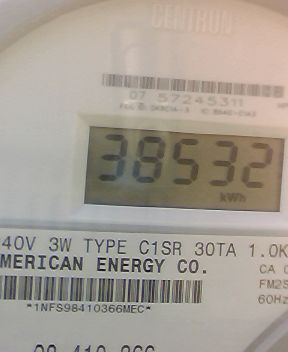 CENTRON
07 57245311
38532
kWh
40V 3W TYPE C1SR 30TA 1.0K
MERICAN ENERGY CO.
CA
FM2S
60Hz
*1NFS98410366MEC*